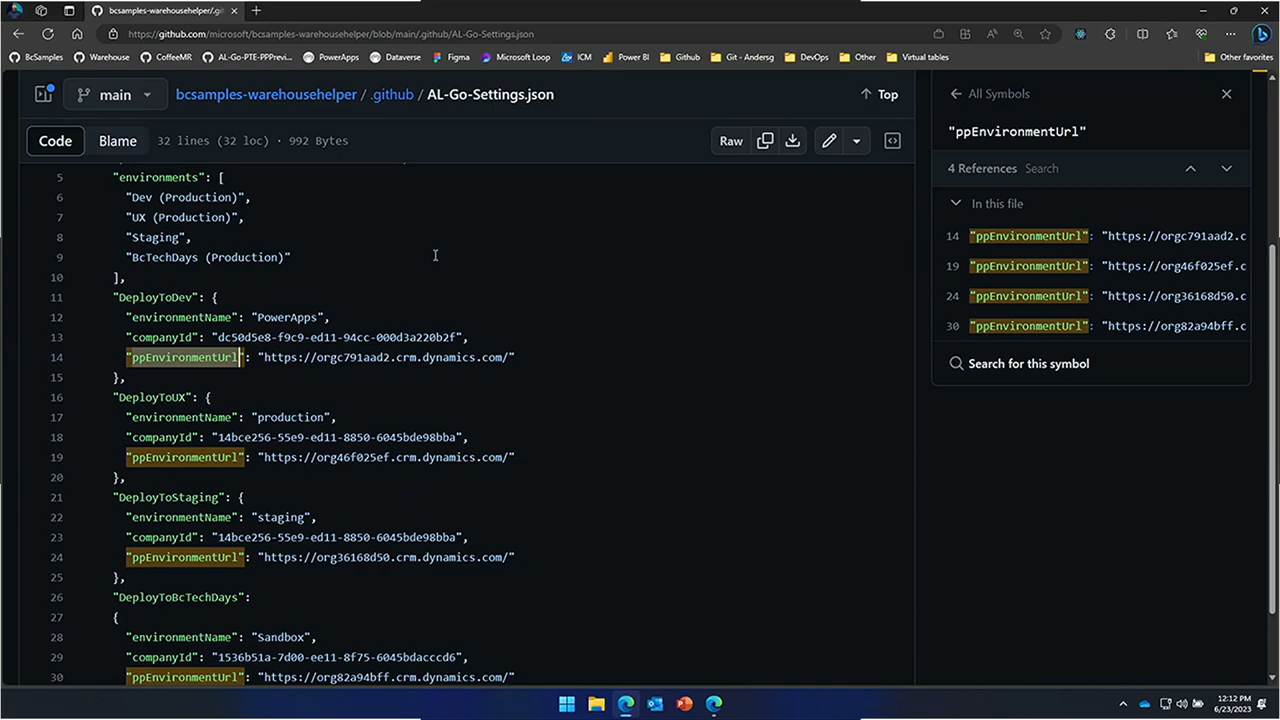 bcsamples-warehousehelper/.gi
https://github.com/microsoft/bcsamples-warehousehelper/blob/main/.github/AL-Go-Settings.json
BcSamples
Warehouse
CoffeeMR
AL-Go-PTE-PPPrevi...
PowerApps
Dataverse
Figma
Microsoft Loop
ICM
Power BI
Github
Git - Andersg
DevOps
Other
Virtual tables
Other favorites
main
bcsamples-warehousehelper / .github / AL-Go-Settings.json
Top
Code
Blame
32 lines (32 loc) · 992 Bytes
Raw
5 "environments": [
6 "Dev (Production)",
7 "UX (Production)",
8 "Staging",
9 "BcTechDays (Production)"
10 ],
11 "DeployToDev": {
12 "environmentName": "PowerApps",
13 "companyId": "dc50d5e8-f9c9-ed11-94cc-000d3a220b2f",
14 "ppEnvironmentUrl": "https://orgc791aad2.crm.dynamics.com/"
15 },
16 "DeployToUX": {
17 "environmentName": "production",
18 "companyId": "14bce256-55e9-ed11-8850-6045bde98bba",
19 "ppEnvironmentUrl": "https://org46f025ef.crm.dynamics.com/"
20 },
21 "DeployToStaging": {
22 "environmentName": "staging",
23 "companyId": "14bce256-55e9-ed11-8850-6045bde98bba",
24 "ppEnvironmentUrl": "https://org36168d50.crm.dynamics.com/"
25 },
26 "DeployToBcTechDays":
27 {
28 "environmentName": "Sandbox",
29 "companyId": "1536b51a-7d00-ee11-8f75-6045bdacccd6",
30 "ppEnvironmentUrl": "https://org82a94bff.crm.dynamics.com/"
All Symbols
"ppEnvironmentUrl"
4 References Search
In this file
14 "ppEnvironmentUrl": "https://orgc791aad2.c
19 "ppEnvironmentUrl": "https://org46f025ef.c
24 "ppEnvironmentUrl": "https://org36168d50.c
30 "ppEnvironmentUrl": "https://org82a94bff.c
Search for this symbol
12:12 PM
6/23/2023